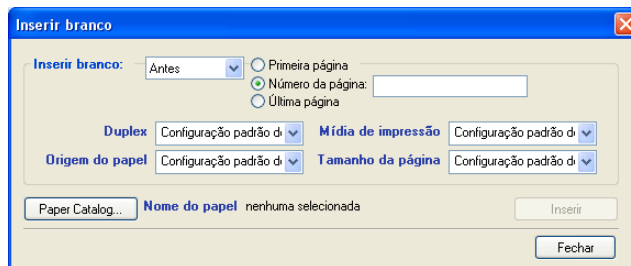 Inserir branco
Inserir branco: Antes Primeira página
Número da página:
Última página
Duplex Configuração padrão d Mídia de impressão Configuração padrão d
Origem do papel Configuração padrão d Tamanho da página Configuração padrão d
Paper Catalog... Nome do papel nenhuma selecionada Inserir
Fechar